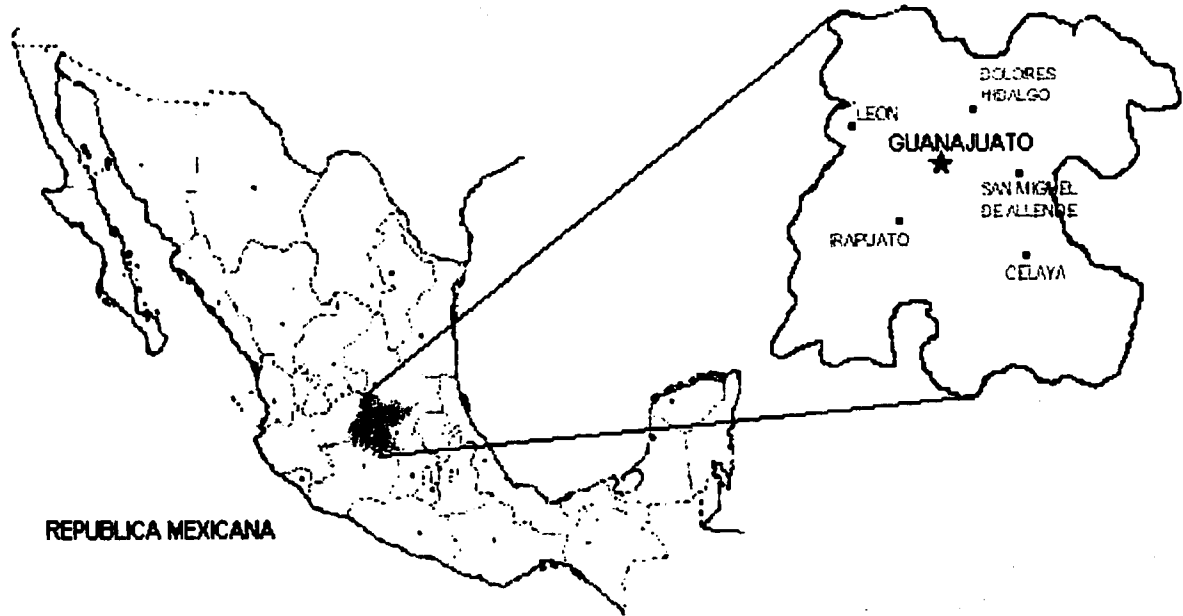 DOLORES
HIDALGO
LEON
GUANAJUATO
SAN MIGUEL
DE ALLENDE
IRAPUATO
CELAYA
REPUBLICA MEXICANA